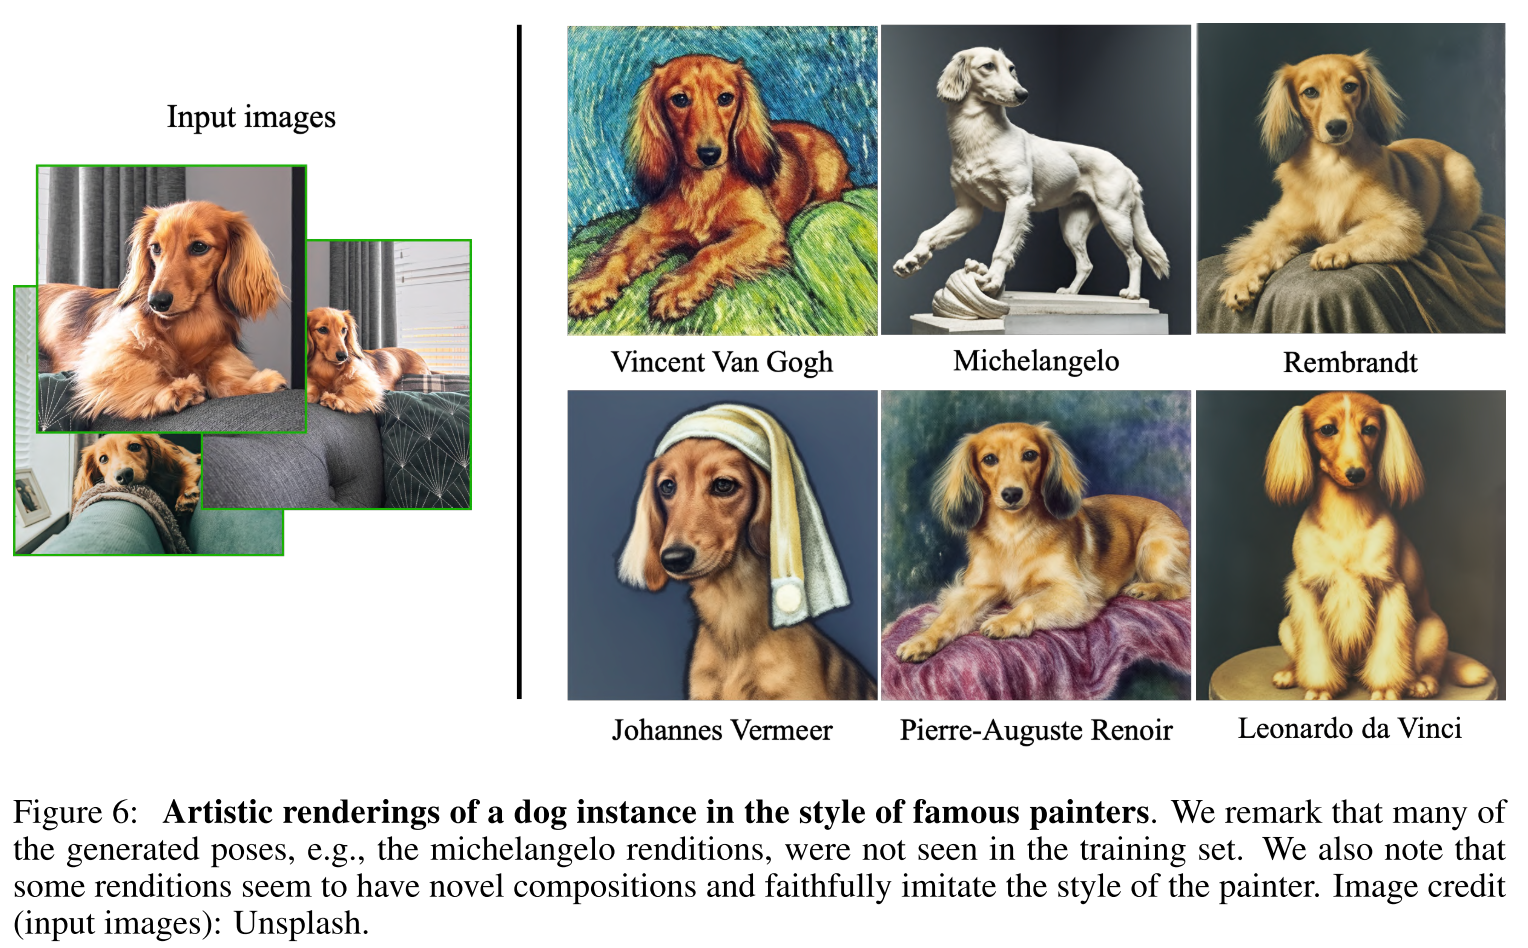 Input images
Vincent Van Gogh
Michelangelo
Rembrandt
Johannes Vermeer
Pierre-Auguste Renoir
Leonardo da Vinci
Figure 6: Artistic renderings of a dog instance in the style of famous painters. We remark that many of
the generated poses, e.g., the michelangelo renditions, were not seen in the training set. We also note that
some renditions seem to have novel compositions and faithfully imitate the style of the painter. Image credit
(input images): Unsplash.